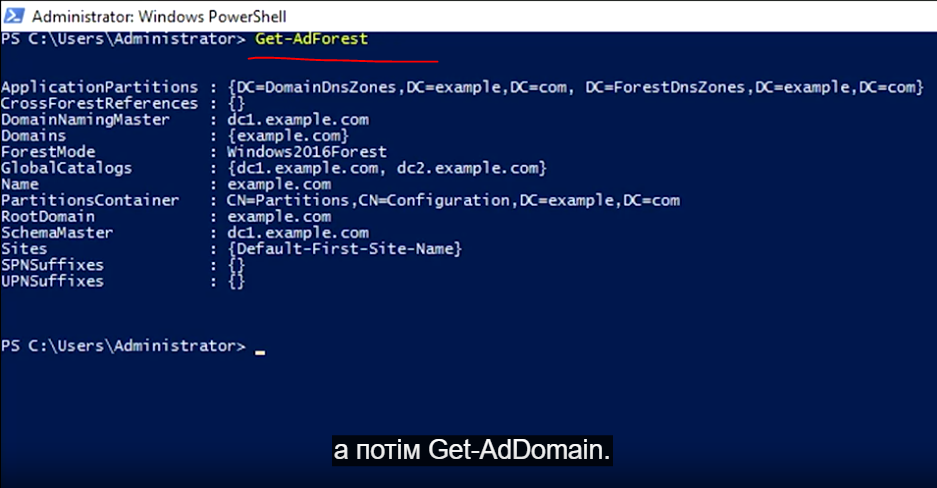 Administrator: Windows PowerShell
PS C:\Users\Administrator> Get-AdForest
ApplicationPartitions : {DC=DomainDnsZones,DC=example,DC=com, DC=ForestDnsZones,DC=example,DC=com}
CrossForestReferences : {}
DomainNamingMaster : dc1.example.com
Domains : {example.com}
ForestMode : Windows2016Forest
GlobalCatalogs : {dc1.example.com, dc2.example.com}
Name : example.com
PartitionsContainer : CN=Partitions,CN=Configuration,DC=example,DC=com
RootDomain : example.com
SchemaMaster : dc1.example.com
Sites : {Default-First-Site-Name}
SPNSuffixes : {}
UPNSuffixes : {}
PS C:\Users\Administrator>
а потім Get-AdDomain.